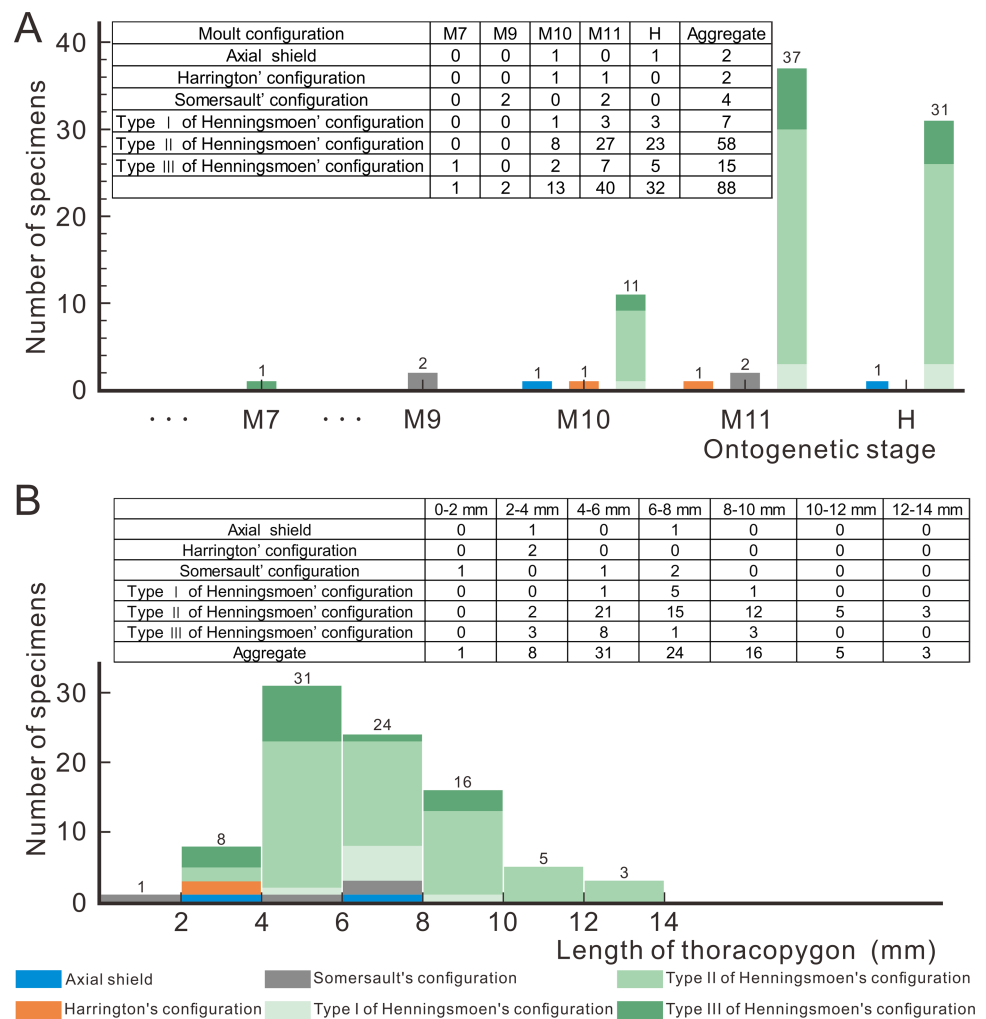 A
Moult configuration M7 M9 M10 M11 H Aggregate
Axial shield 0 0 1 0 1 2
Harrington' configuration 0 0 1 1 0 2
Somersault' configuration 0 2 0 2 0 4
Type I of Henningsmoen' configuration 0 0 1 3 3 7
Type II of Henningsmoen' configuration 0 0 8 27 23 58
Type III of Henningsmoen' configuration 1 0 2 7 5 15
1 2 13 40 32 88
Number of specimens
40
30
20
10
0
1
2
1
1
11
1
2
37
1
31
··· M7 ··· M9 M10 M11 H
Ontogenetic stage
B
0-2 mm 2-4 mm 4-6 mm 6-8 mm 8-10 mm 10-12 mm 12-14 mm
Axial shield 0 1 0 1 0 0 0
Harrington' configuration 0 2 0 0 0 0 0
Somersault' configuration 1 0 1 2 0 0 0
Type I of Henningsmoen' configuration 0 0 1 5 1 0 0
Type II of Henningsmoen' configuration 0 2 21 15 12 5 3
Type III of Henningsmoen' configuration 0 3 8 1 3 0 0
Aggregate 1 8 31 24 16 5 3
Number of specimens
30
20
10
0
1
8
31
24
16
5
3
2 4 6 8 10 12 14
Length of thoracopygon (mm)
Axial shield
Somersault's configuration
Type II of Henningsmoen's configuration
Harrington's configuration
Type I of Henningsmoen's configuration
Type III of Henningsmoen's configuration